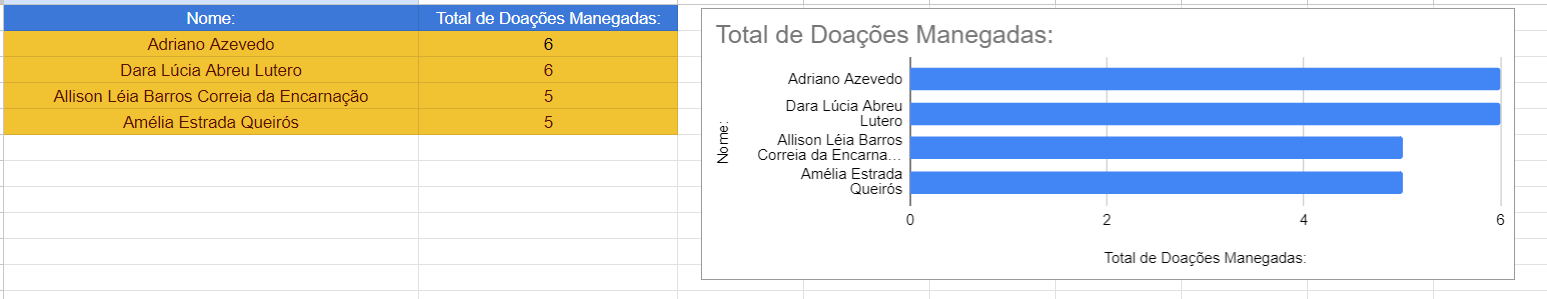 Nome: Total de Doações Manegadas:
Adriano Azevedo 6
Dara Lúcia Abreu Lutero 6
Allison Léia Barros Correia da Encarnação 5
Amélia Estrada Queirós 5
Total de Doações Manegadas:
Nome:
Adriano Azevedo
Dara Lúcia Abreu
Lutero
Allison Léia Barros
Correia da Encarna…
Amélia Estrada
Queirós
0 2 4 6
Total de Doações Manegadas: